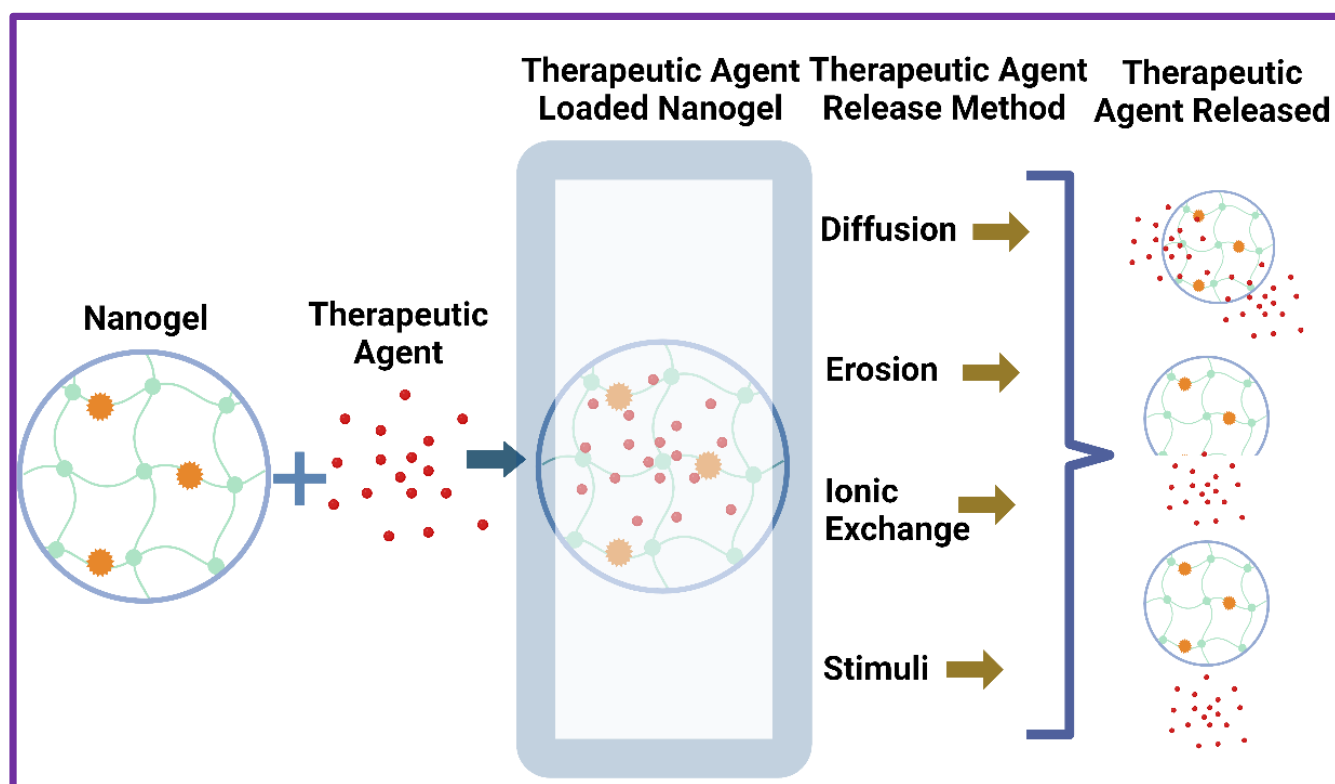 Therapeutic Agent
Loaded Nanogel
Therapeutic Agent
Release Method
Therapeutic
Agent Released
Nanogel
Therapeutic
Agent
Diffusion
Erosion
Ionic
Exchange
Stimuli